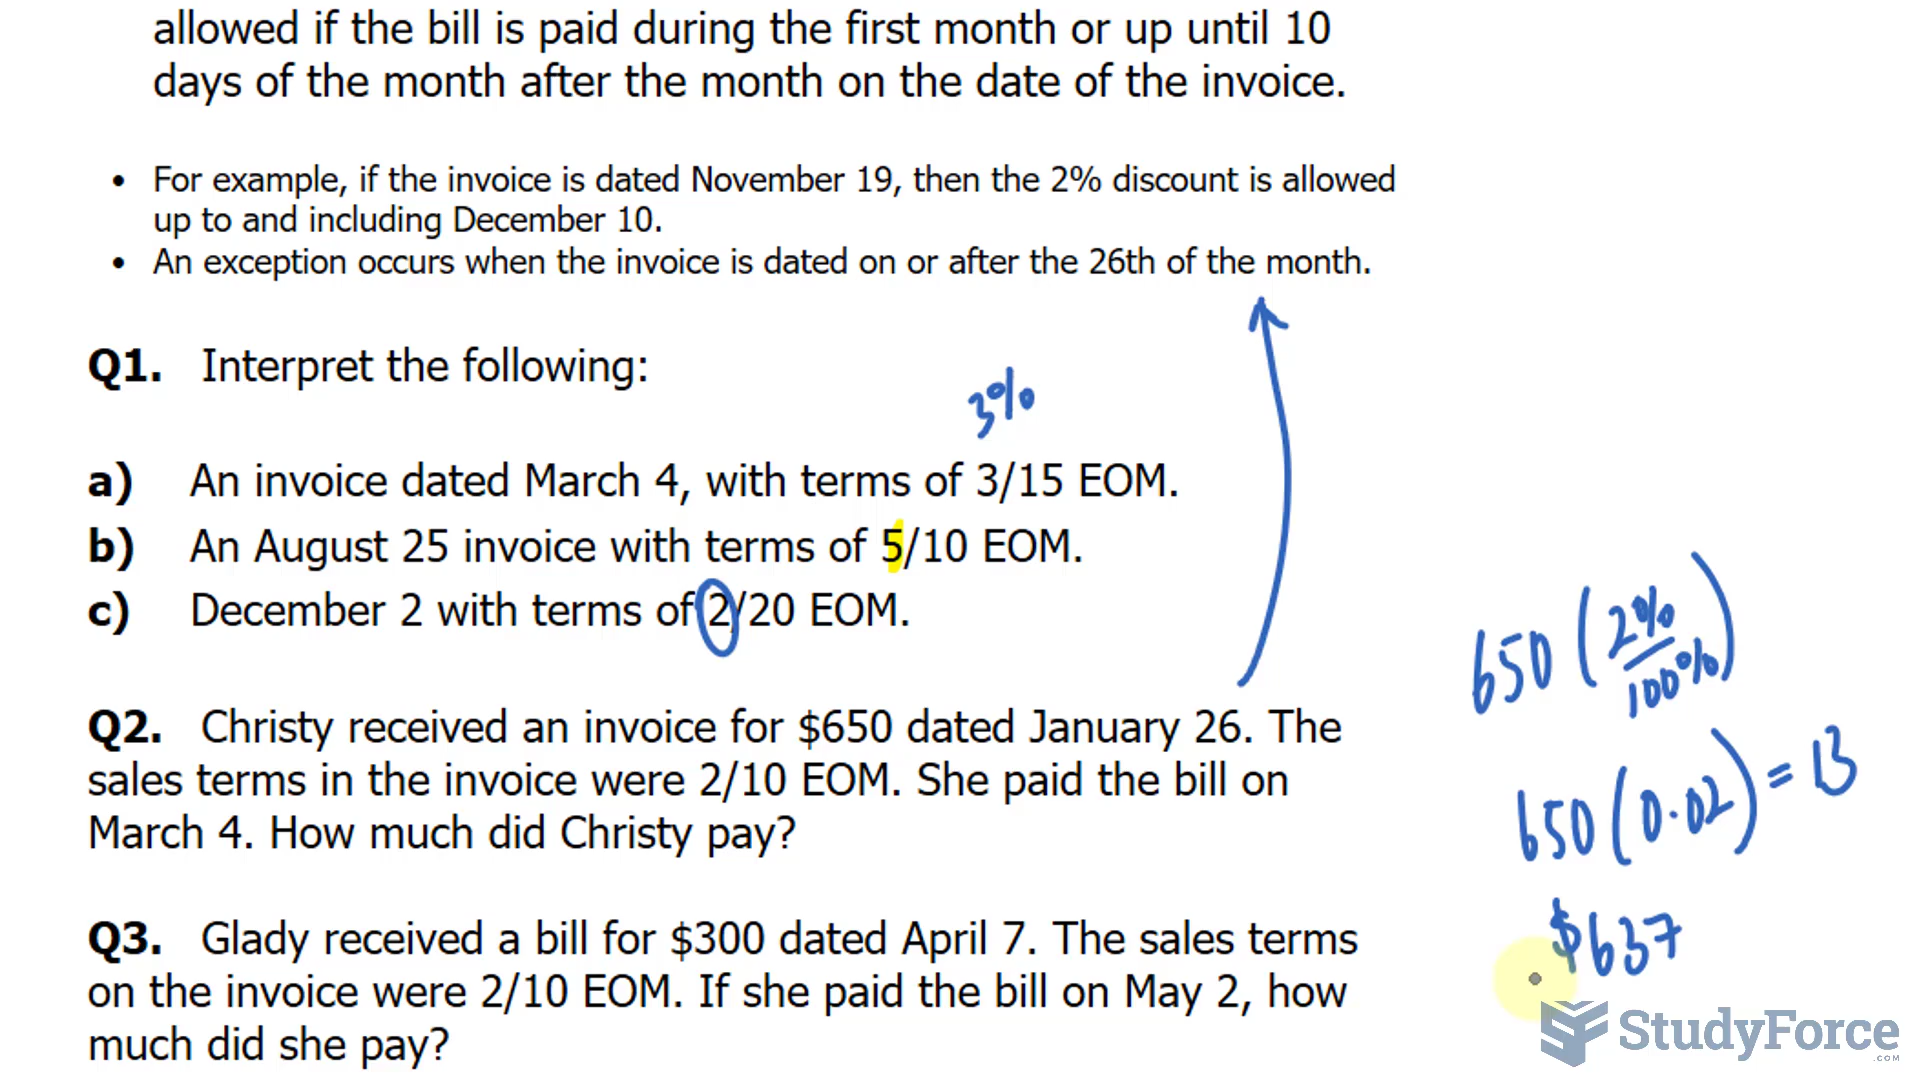 allowed if the bill is paid during the first month or up until 10
days of the month after the month on the date of the invoice.
• For example, if the invoice is dated November 19, then the 2% discount is allowed
up to and including December 10.
• An exception occurs when the invoice is dated on or after the 26th of the month.
Q1. Interpret the following:
3%
a) An invoice dated March 4, with terms of 3/15 EOM.
b) An August 25 invoice with terms of 5/10 EOM.
c) December 2 with terms of 2/20 EOM.
650 (2%/100%)
Q2. Christy received an invoice for $650 dated January 26. The
sales terms in the invoice were 2/10 EOM. She paid the bill on
March 4. How much did Christy pay?
650 (0.02) = 13
$637
Q3. Glady received a bill for $300 dated April 7. The sales terms
on the invoice were 2/10 EOM. If she paid the bill on May 2, how
much did she pay?
StudyForce
.COM